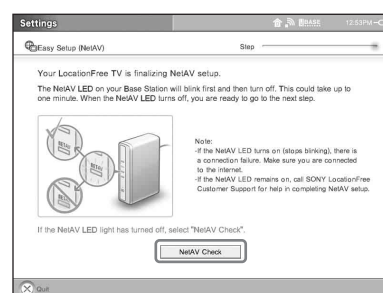 Settings
BASE
12:53PM
Easy Setup (NetAV)
Step
Your LocationFree TV is finalizing NetAV setup.
The NetAV LED on your Base Station will blink first and then turn off. This could take up to
one minute. When the NetAV LED turns off, you are ready to go to the next step.
NETAV
NETAV
NETAV
Note:
-If the NetAV LED turns on (stops blinking), there is
a connection failure. Make sure you are connected
to the internet.
-If the NetAV LED remains on, call SONY LocationFree
Customer Support for help in completing NetAV setup.
If the NetAV LED light has turned off, select "NetAV Check".
NetAV Check
Quit